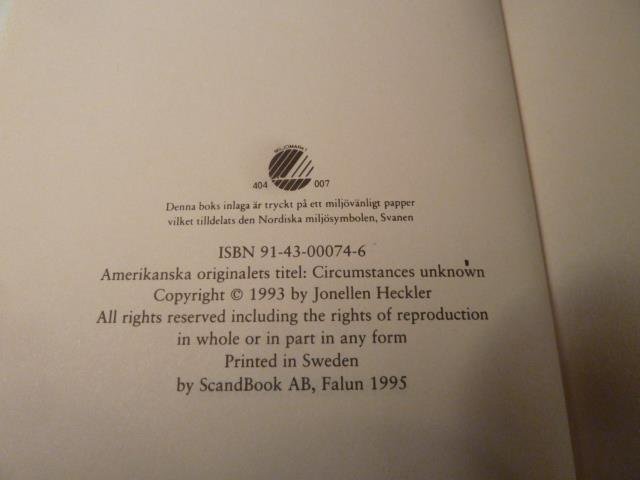 MILJÖMÄRKT
404 007
Denna boks inlaga är tryckt på ett miljövänligt papper
vilket tilldelats den Nordiska miljösymbolen, Svanen
ISBN 91-43-00074-6
Amerikanska originalets titel: Circumstances unknown
Copyright © 1993 by Jonellen Heckler
All rights reserved including the rights of reproduction
in whole or in part in any form
Printed in Sweden
by ScandBook AB, Falun 1995